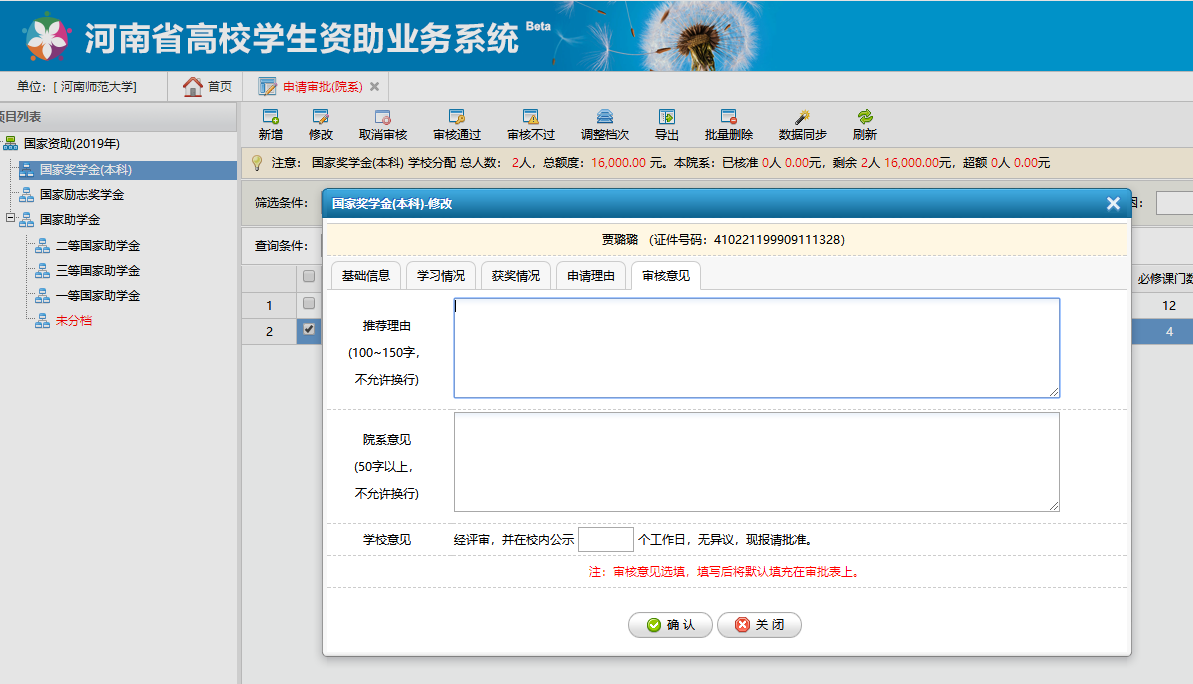 河南省高校学生资助业务系统 Beta
单位: [ 河南师范大学] 首页 申请审批(院系)
项目列表
国家资助(2019年)
国家奖学金(本科)
国家励志奖学金
国家助学金
二等国家助学金
三等国家助学金
一等国家助学金
未分档
新增 修改 取消审核 审核通过 审核不过 调整档次 导出 批量删除 数据同步 刷新
注意: 国家奖学金(本科) 学校分配 总人数: 2人, 总额度: 16,000.00 元。本院系: 已核准 0人 0.00元, 剩余 2人 16,000.00元, 超额 0人 0.00元
筛选条件:
查询条件:
必修课门数
1 12
2 4
国家奖学金(本科)-修改
贾璐璐 (证件号码: 410221199909111328)
基础信息 学习情况 获奖情况 申请理由 审核意见
推荐理由
(100~150字,
不允许换行)
院系意见
(50字以上,
不允许换行)
学校意见 经评审, 并在校内公示 个工作日, 无异议, 现报请批准。
注: 审核意见选填, 填写后将默认填充在审批表上。
确 认 关 闭